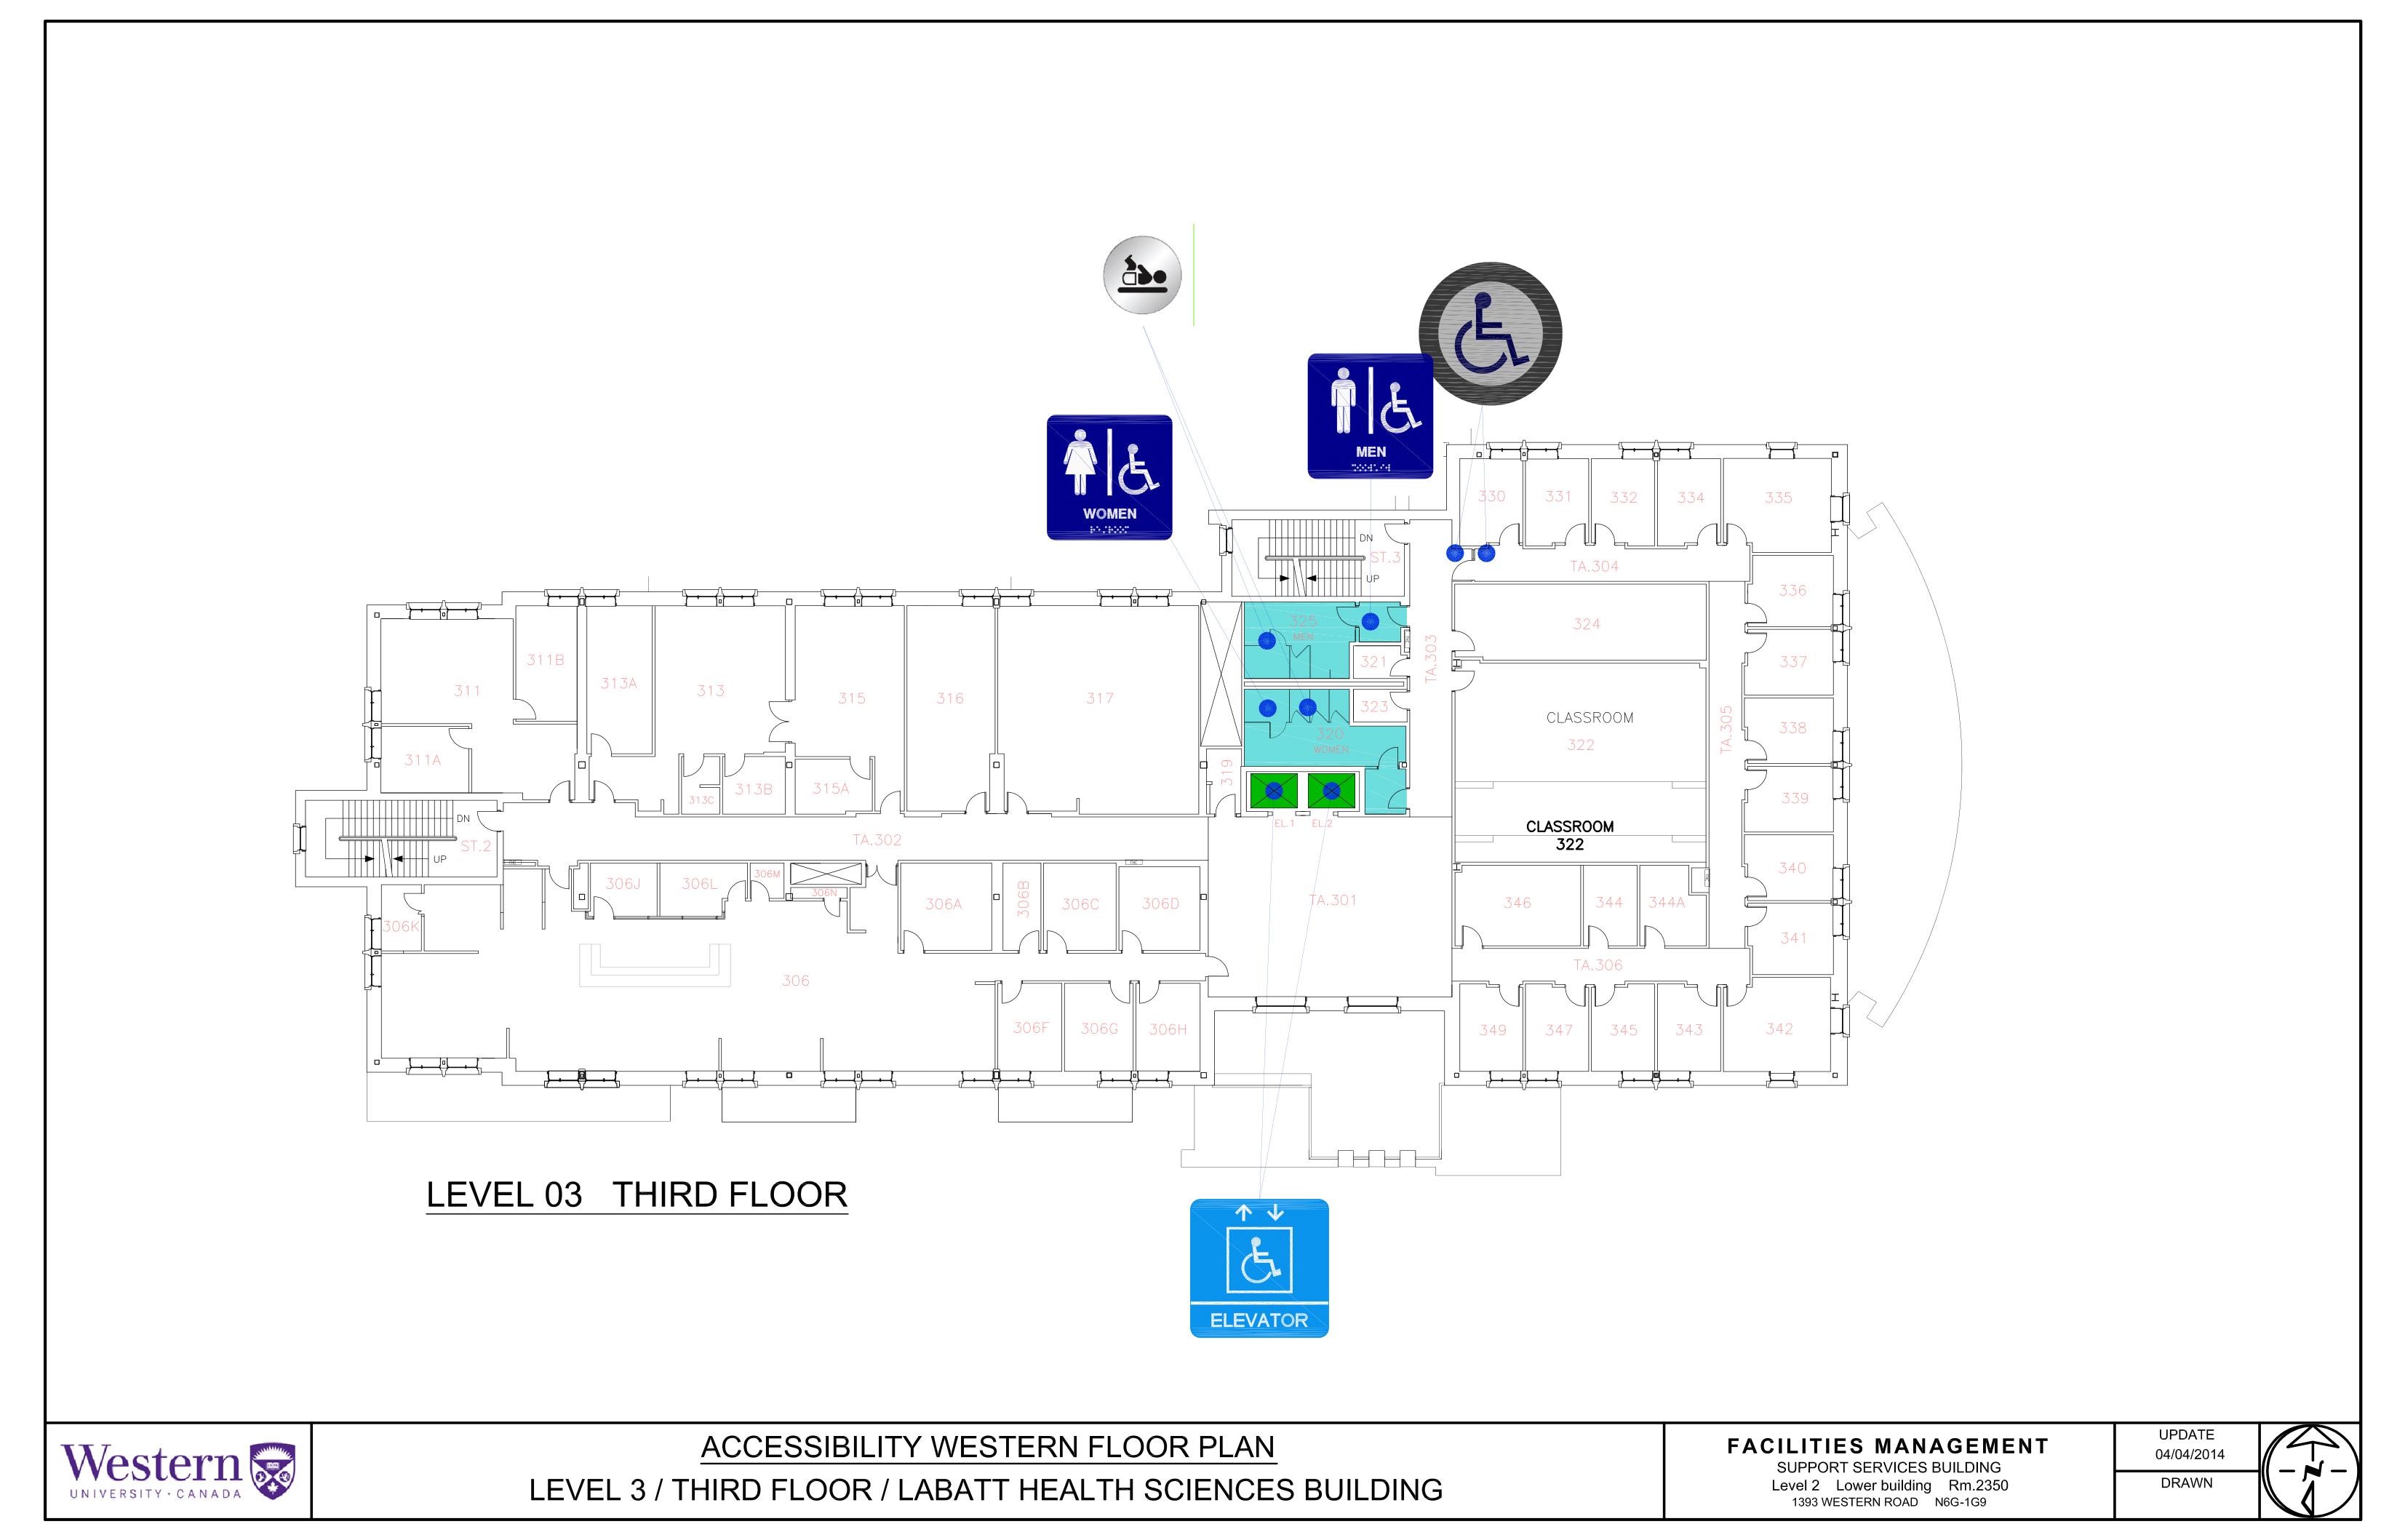 MEN
WOMEN
330
331
332
334
335
DN
ST.3
UP
TA.304
336
324
325
MEN
321
TA.303
337
311B
313A
311
313
315
316
317
323
320
WOMEN
CLASSROOM
322
TA.305
338
311A
319
313C
313B
315A
339
EL.1
EL.2
CLASSROOM
322
DN
ST.2
UP
TA.302
340
306J
306L
306M
306N
306A
306B
306C
306D
TA.301
346
344
344A
306K
341
TA.306
306
306F
306G
306H
349
347
345
343
342
LEVEL 03 THIRD FLOOR
ELEVATOR
Western
UNIVERSITY · CANADA
ACCESSIBILITY WESTERN FLOOR PLAN
LEVEL 3 / THIRD FLOOR / LABATT HEALTH SCIENCES BUILDING
FACILITIES MANAGEMENT
SUPPORT SERVICES BUILDING
Level 2 Lower building Rm.2350
1393 WESTERN ROAD N6G-1G9
UPDATE
04/04/2014
DRAWN
N